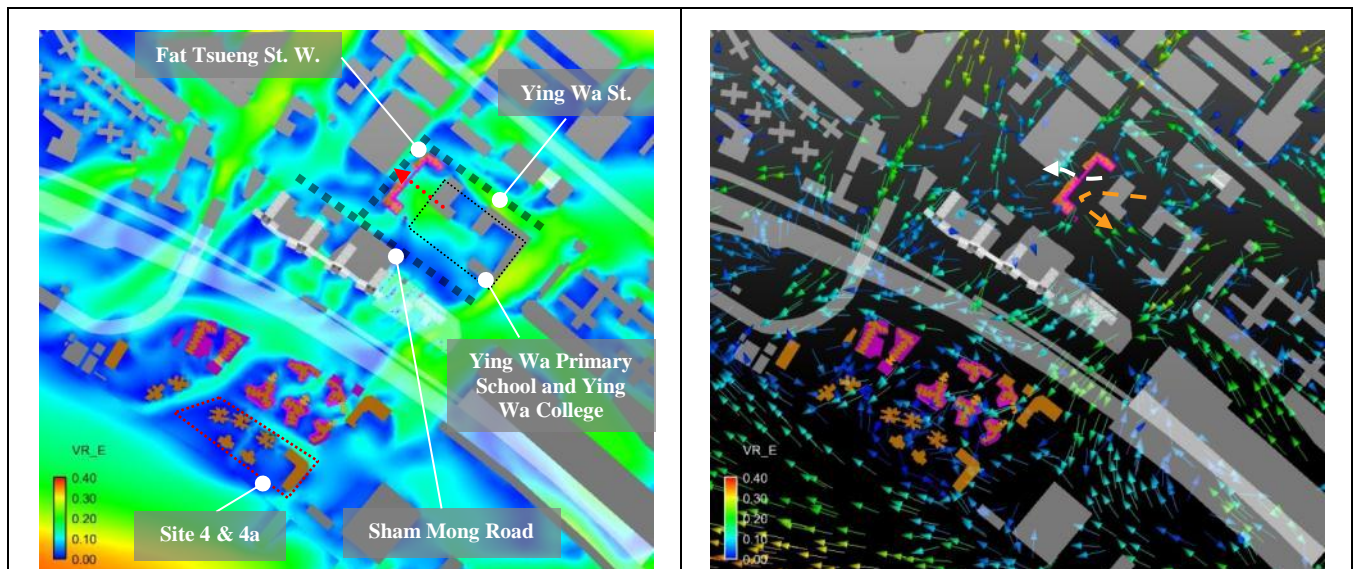 Fat Tsueng St. W.
Ying Wa St.
Ying Wa Primary
School and Ying
Wa College
VR_E
0.40
0.30
0.20
0.10
0.00
Site 4 & 4a
Sham Mong Road
VR_E
0.40
0.30
0.20
0.10
0.00